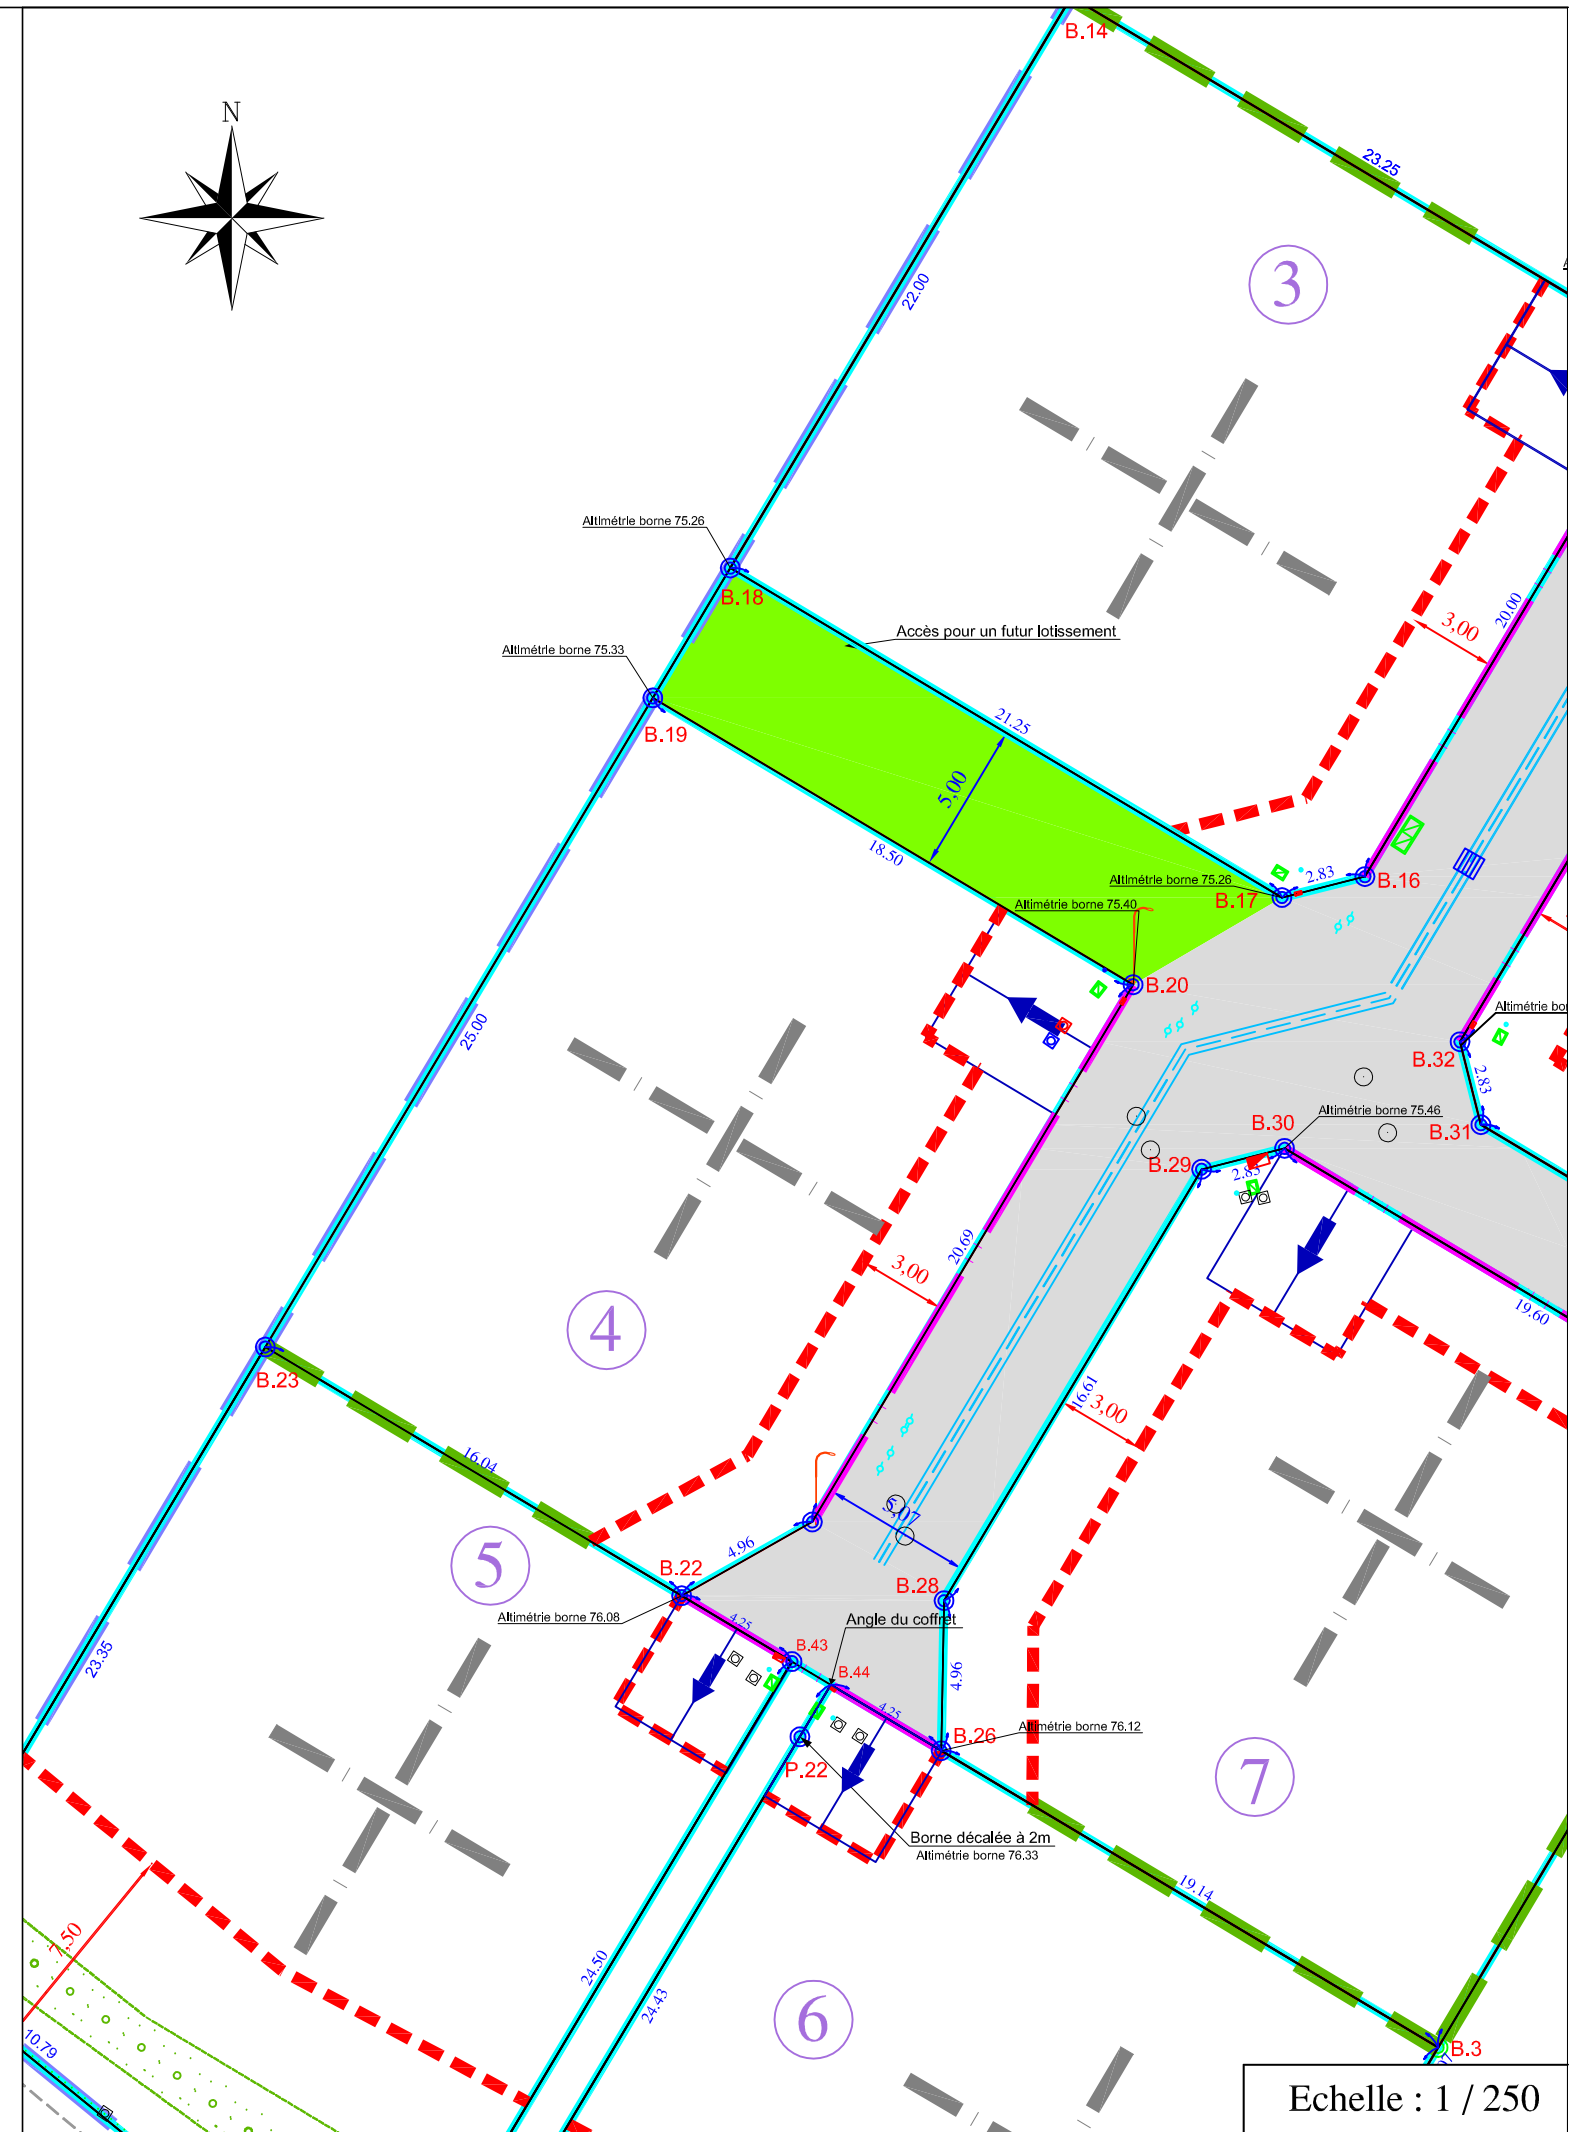 B.14
N
23.25
3
22.00
Altimétrie borne 75.26
B.18
20.00
3,00
Accès pour un futur lotissement
Altimétrie borne 75.33
B.19
21.25
5,00
18.50
2.83
Altimétrie borne 75.26
B.16
B.17
Altimétrie borne 75.40
B.20
25.00
B.32
2.83
Altimétrie borne 75.46
B.30
B.31
B.29
2.83
20.69
3,00
4
19.60
B.23
16.61
3,00
16.04
5,07
4.96
5
B.22
B.28
Altimétrie borne 76.08
4.25
Angle du coffret
B.43
B.44
23.35
4.96
4.25
Altimétrie borne 76.12
B.26
P.22
7
Borne décalée à 2m
Altimétrie borne 76.33
19.14
7,50
24.50
24.43
6
10.79
B.3
Echelle : 1 / 250